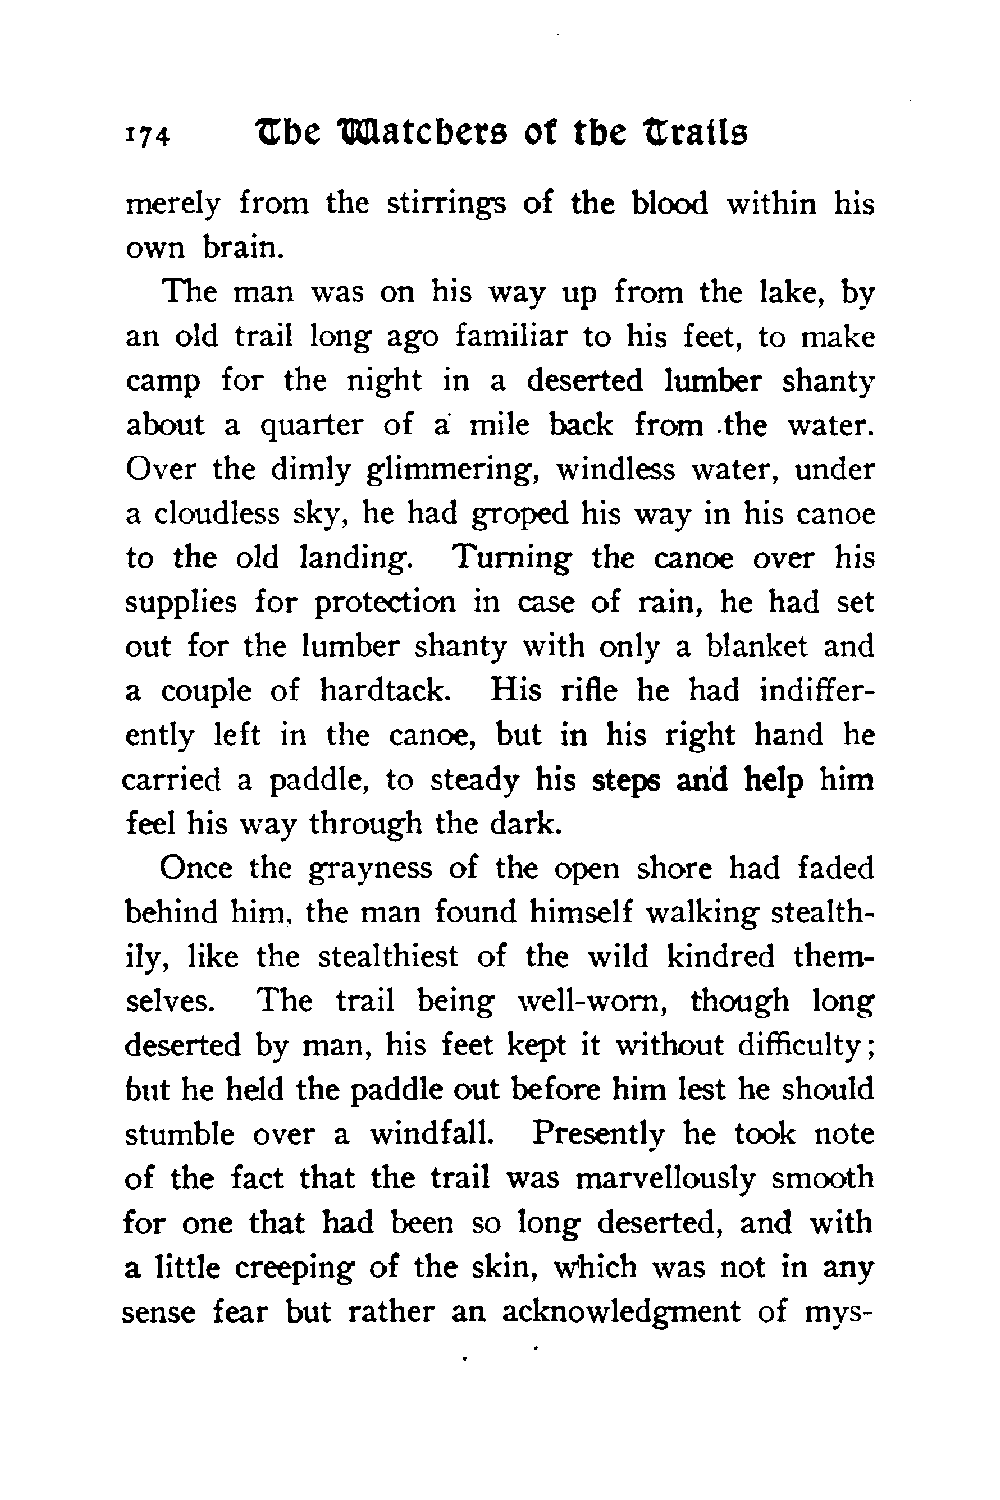 174 The Watchers of the Trails
merely from the stirrings of the blood within his
own brain.
The man was on his way up from the lake, by
an old trail long ago familiar to his feet, to make
camp for the night in a deserted lumber shanty
about a quarter of a mile back from the water.
Over the dimly glimmering, windless water, under
a cloudless sky, he had groped his way in his canoe
to the old landing. Turning the canoe over his
supplies for protection in case of rain, he had set
out for the lumber shanty with only a blanket and
a couple of hardtack. His rifle he had indiffer-
ently left in the canoe, but in his right hand he
carried a paddle, to steady his steps and help him
feel his way through the dark.
Once the grayness of the open shore had faded
behind him, the man found himself walking stealth-
ily, like the stealthiest of the wild kindred them-
selves. The trail being well-worn, though long
deserted by man, his feet kept it without difficulty;
but he held the paddle out before him lest he should
stumble over a windfall. Presently he took note
of the fact that the trail was marvellously smooth
for one that had been so long deserted, and with
a little creeping of the skin, which was not in any
sense fear but rather an acknowledgment of mys-